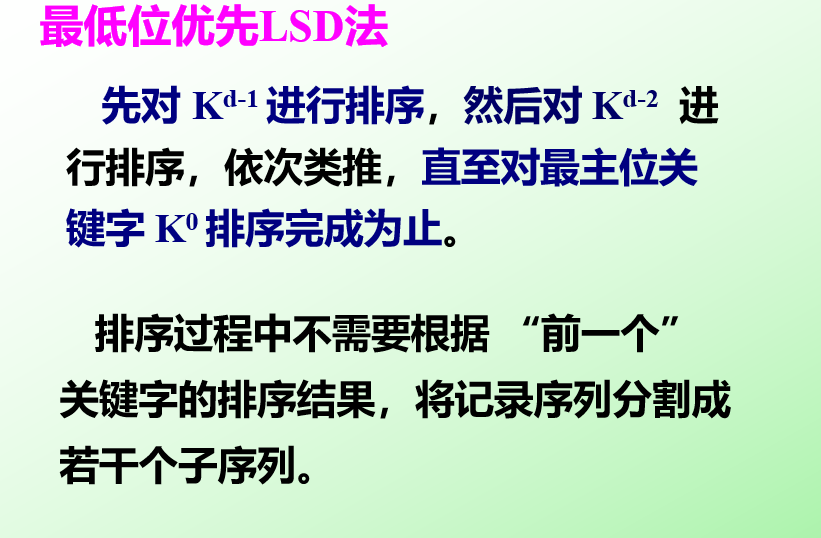 最低位优先LSD法
先对 Kd-1 进行排序，然后对 Kd-2 进
行排序，依次类推，直至对最主位关
键字 K0 排序完成为止。
排序过程中不需要根据 “前一个”
关键字的排序结果，将记录序列分割成
若干个子序列。